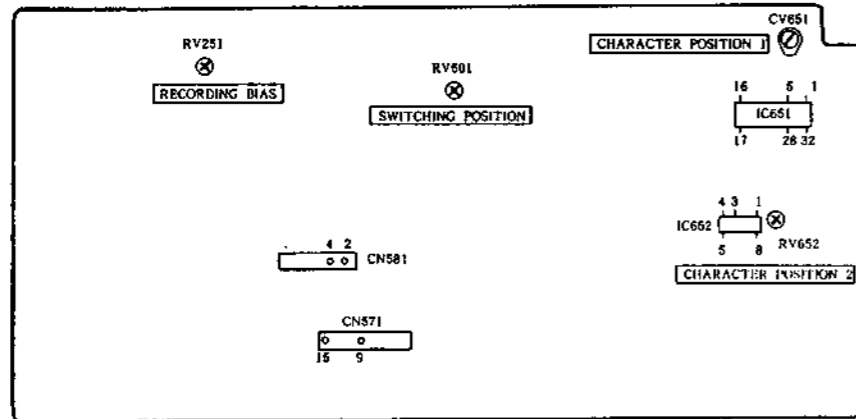 CV651
RV251
CHARACTER POSITION 1
RV601
RECORDING BIAS
SWITCHING POSITION
16 5 1
IC651
17 28 32
4 3 1
IC652
RV652
5 8
CHARACTER POSITION 2
4 2
CN581
CN571
15 9